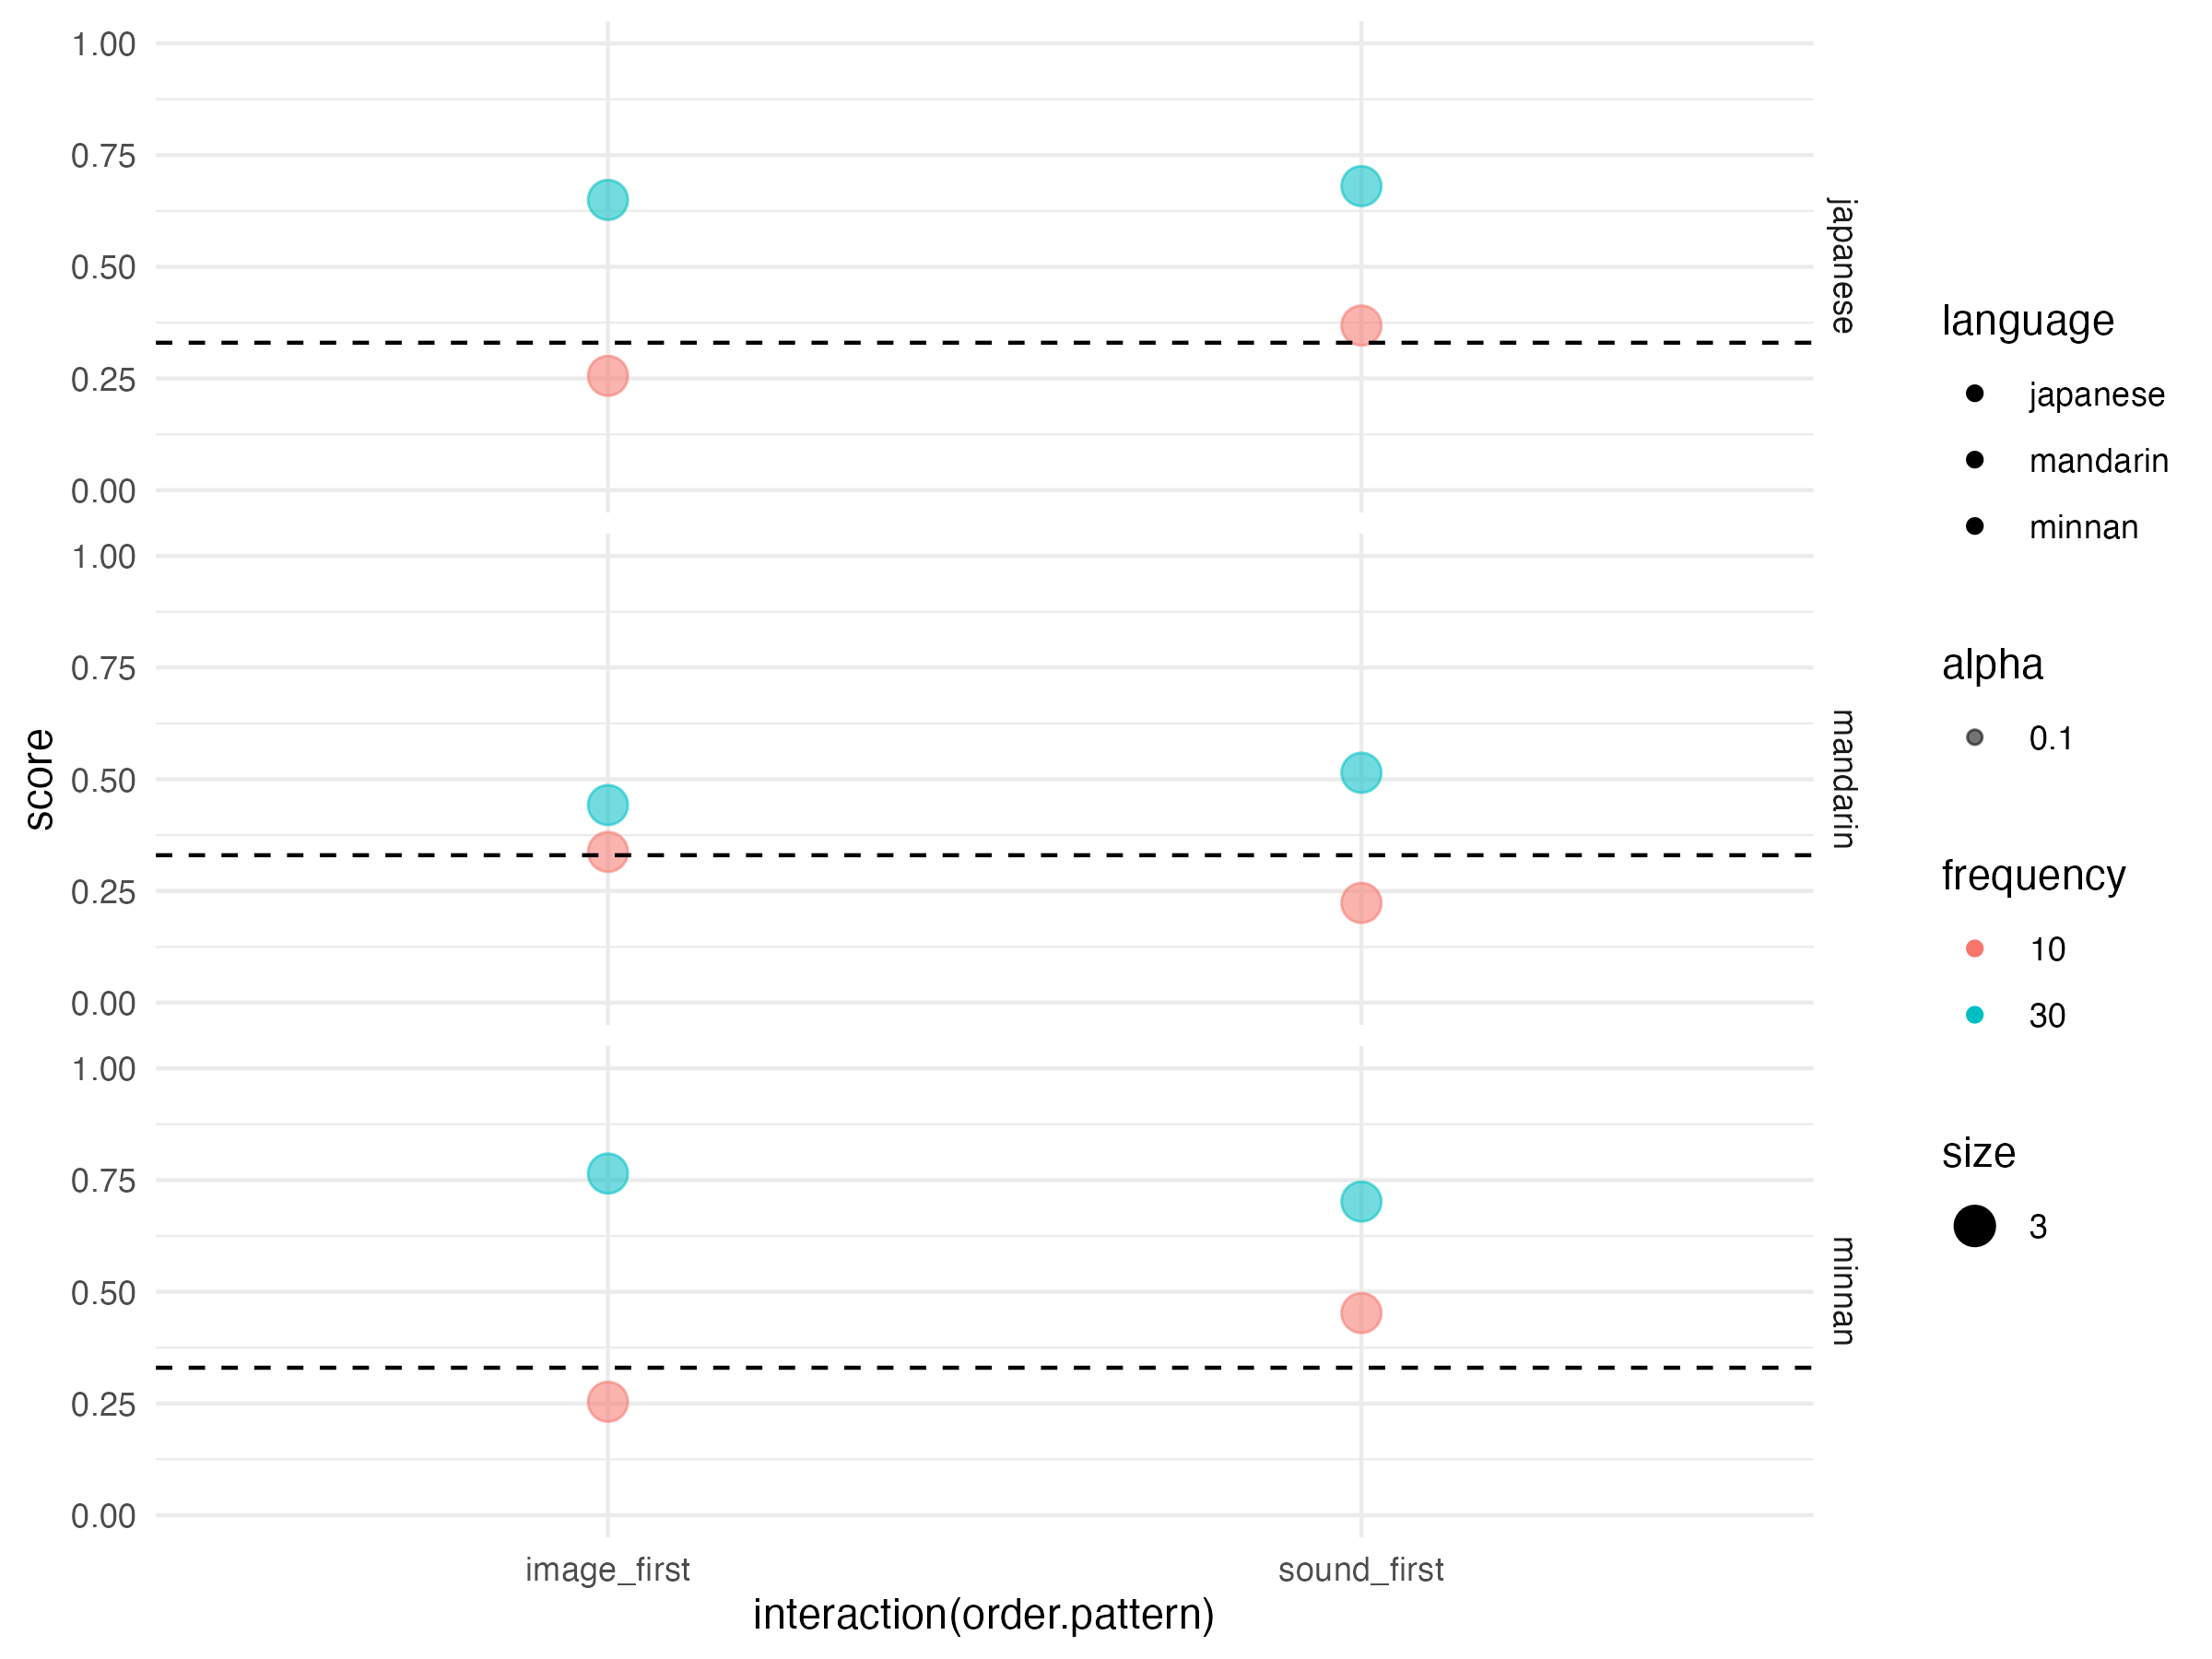 1.00
0.75
0.50
0.25
0.00
japanese
1.00
0.75
0.50
0.25
0.00
mandarin
1.00
0.75
0.50
0.25
0.00
minnan
score
image_first
sound_first
interaction(order.pattern)
language
japanese
mandarin
minnan
alpha
0.1
frequency
10
30
size
3